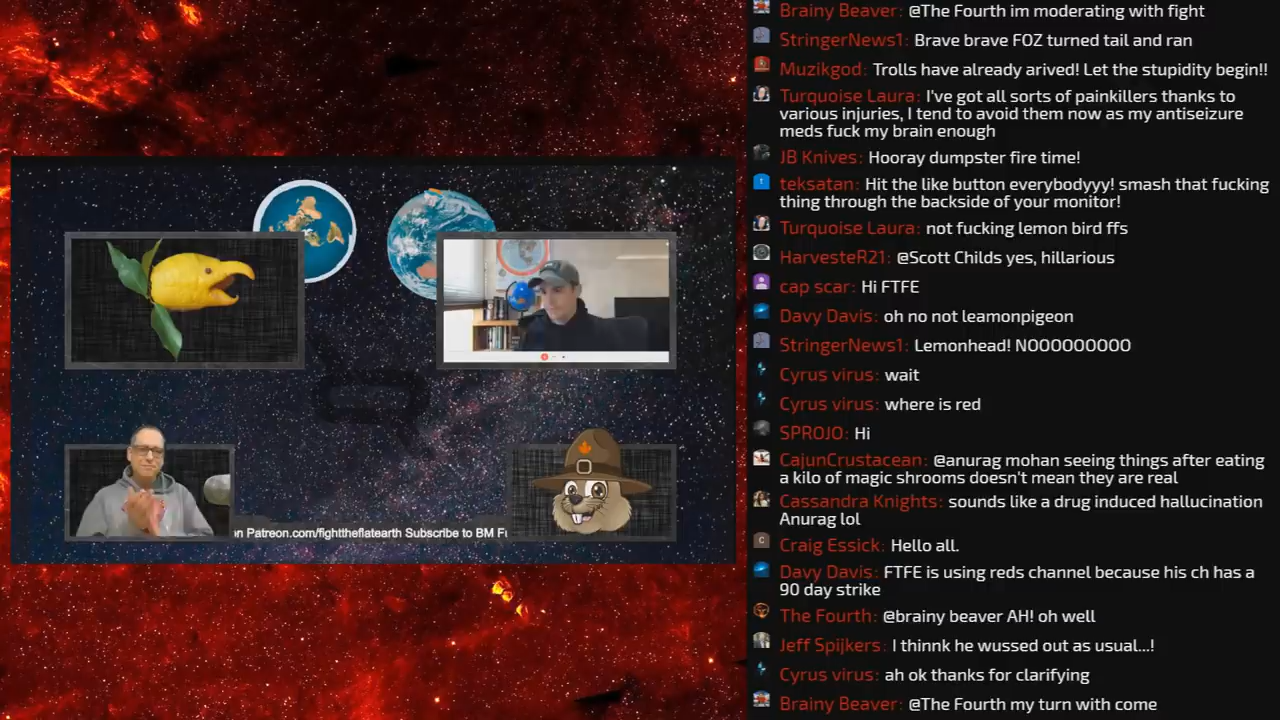 Brainy Beaver: @The Fourth im moderating with fight
StringerNews1: Brave brave FOZ turned tail and ran
Muzikgod: Trolls have already arived! Let the stupidity begin!!
Turquoise Laura: I've got all sorts of painkillers thanks to
various injuries, I tend to avoid them now as my antiseizure
meds fuck my brain enough
JB Knives: Hooray dumpster fire time!
teksatan: Hit the like button everybodyyy! smash that fucking
thing through the backside of your monitor!
Turquoise Laura: not fucking lemon bird ffs
HarvesteR21: @Scott Childs yes, hillarious
cap scar: Hi FTFE
Davy Davis: oh no not leamonpigeon
StringerNews1: Lemonhead! NOOOOOOOOO
Cyrus virus: wait
Cyrus virus: where is red
SPROJO: Hi
CajunCrustacean: @anurag mohan seeing things after eating
a kilo of magic shrooms doesn't mean they are real
Cassandra Knights: sounds like a drug induced hallucination
Anurag lol
Craig Essick: Hello all.
Davy Davis: FTFE is using reds channel because his ch has a
90 day strike
The Fourth: @brainy beaver AH! oh well
Jeff Spijkers: I thinnk he wussed out as usual...!
Cyrus virus: ah ok thanks for clarifying
Brainy Beaver: @The Fourth my turn with come
n Patreon.com/fighttheflatearth Subscribe to BM Fu